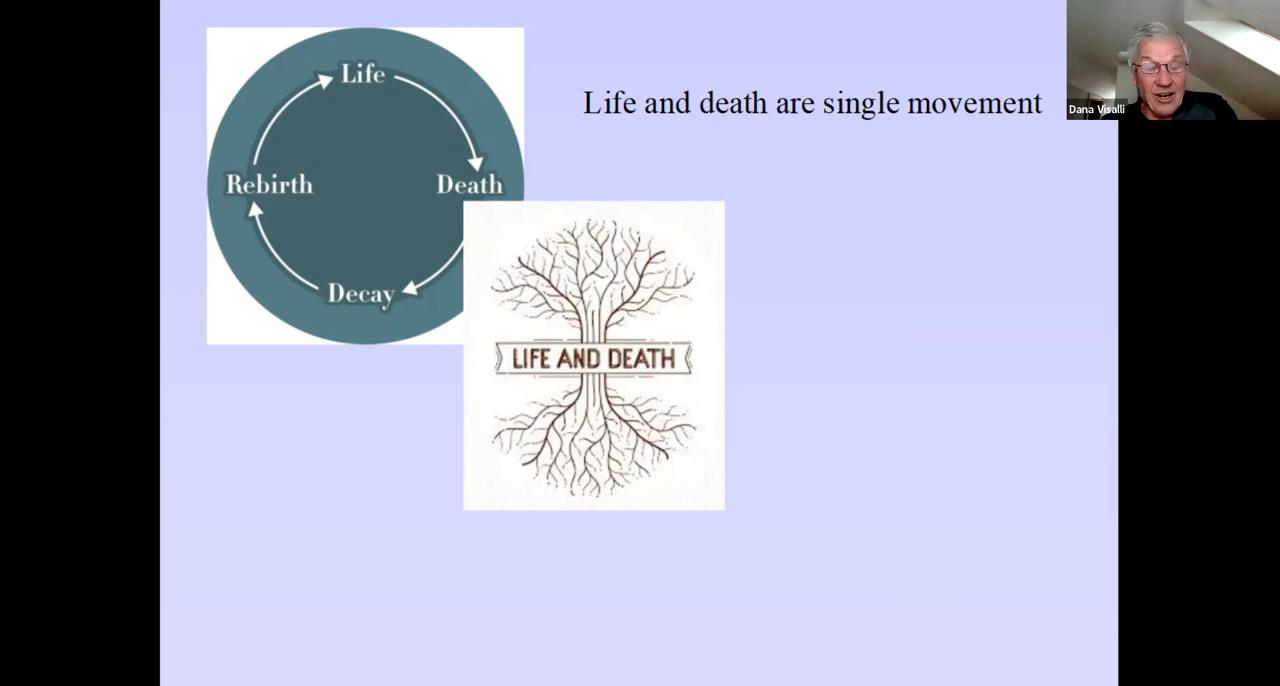 Life
Life and death are single movement
Dana Visalli
Rebirth
Death
Decay
LIFE AND DEATH